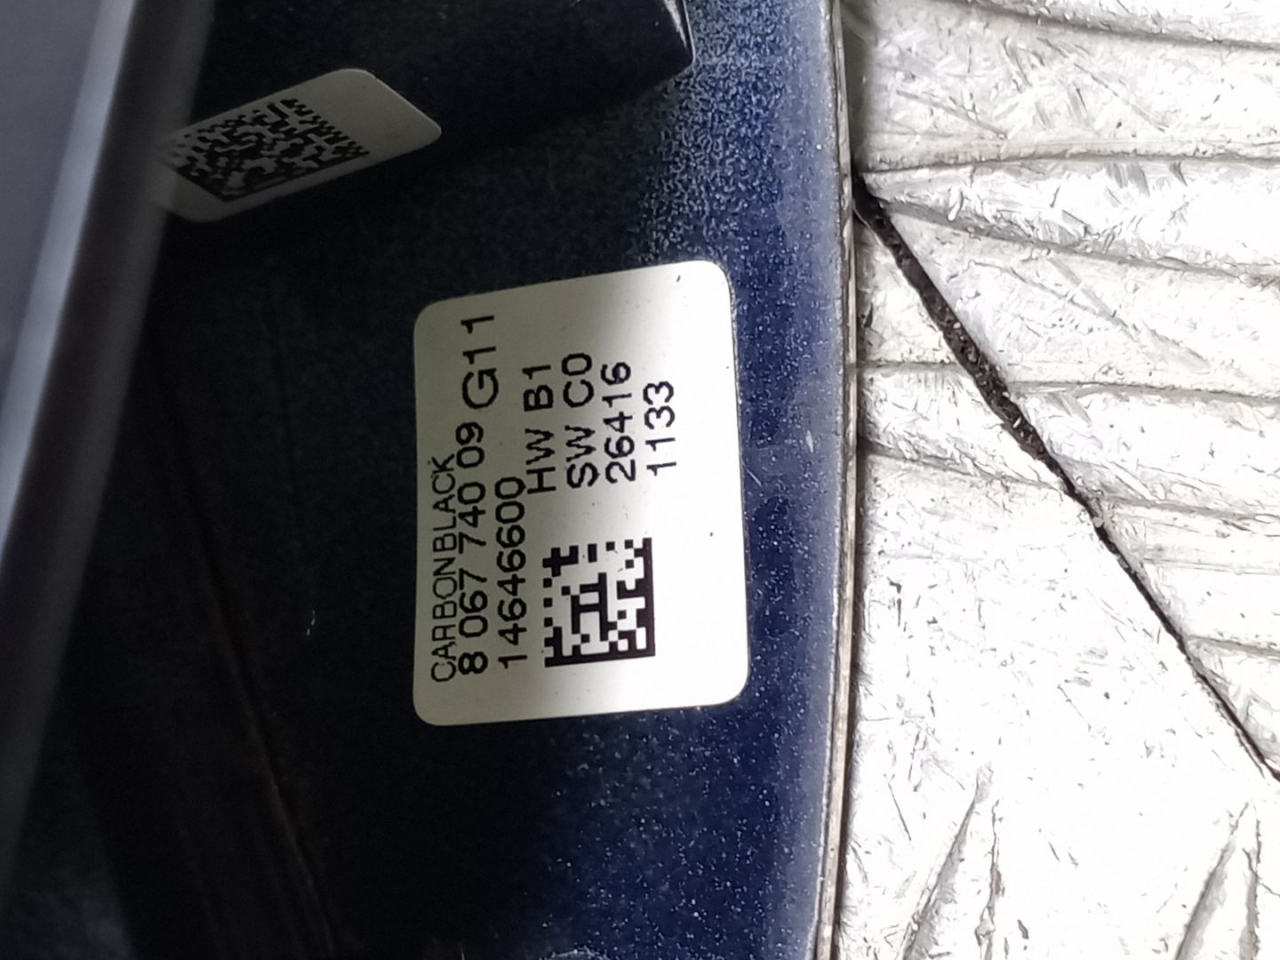 CARBONBLACK
8 067 740 09 G11
14646600
HW B1
SW C0
26416
1133